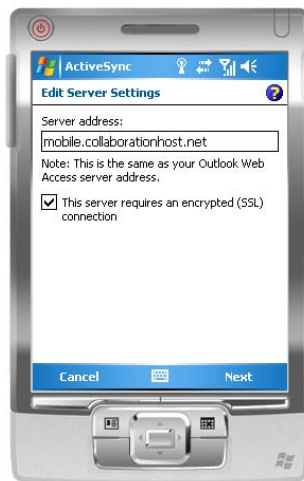 ActiveSync
Edit Server Settings
Server address:
mobile.collaborationhost.net
Note: This is the same as your Outlook Web
Access server address.
This server requires an encrypted (SSL)
connection
Cancel
Next